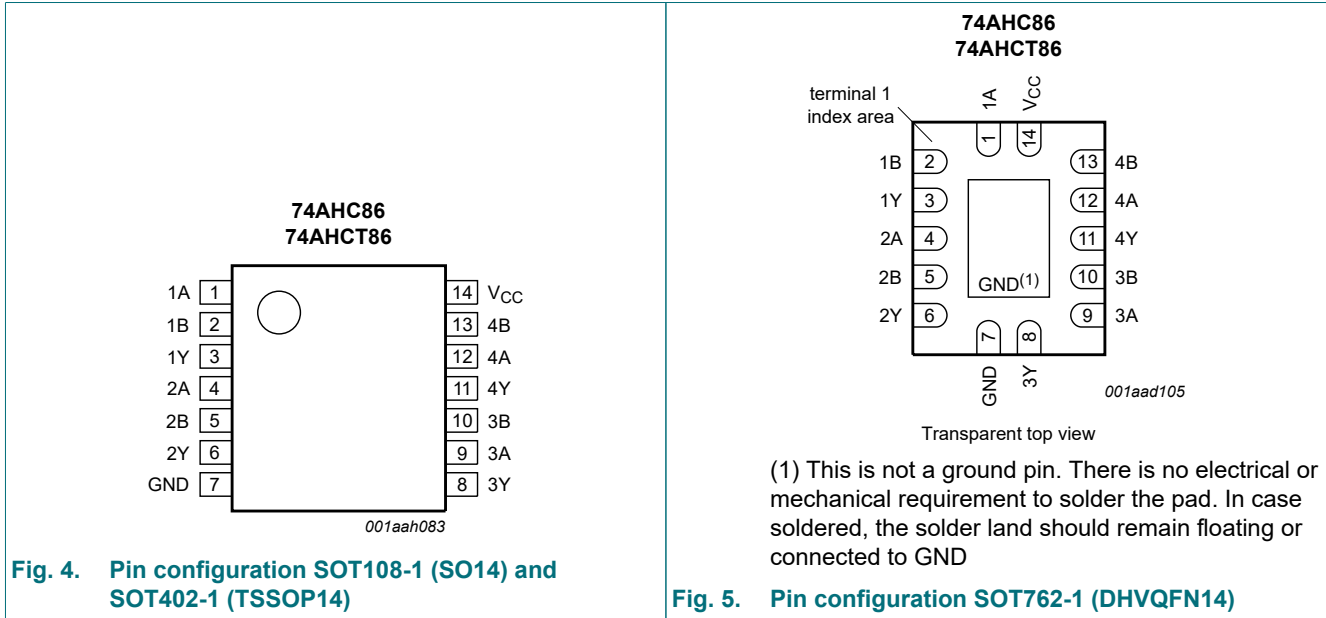 74AHC86
74AHCT86
1A 1
1B 2
1Y 3
2A 4
2B 5
2Y 6
GND 7
14 VCC
13 4B
12 4A
11 4Y
10 3B
9 3A
8 3Y
001aah083
Fig. 4. Pin configuration SOT108-1 (SO14) and
SOT402-1 (TSSOP14)
74AHC86
74AHCT86
terminal 1
index area
1A
VCC
1
14
1B 2
1Y 3
2A 4
2B 5
2Y 6
13 4B
12 4A
11 4Y
10 3B
9 3A
GND(1)
7
8
GND
3Y
001aad105
Transparent top view
(1) This is not a ground pin. There is no electrical or
mechanical requirement to solder the pad. In case
soldered, the solder land should remain floating or
connected to GND
Fig. 5. Pin configuration SOT762-1 (DHVQFN14)